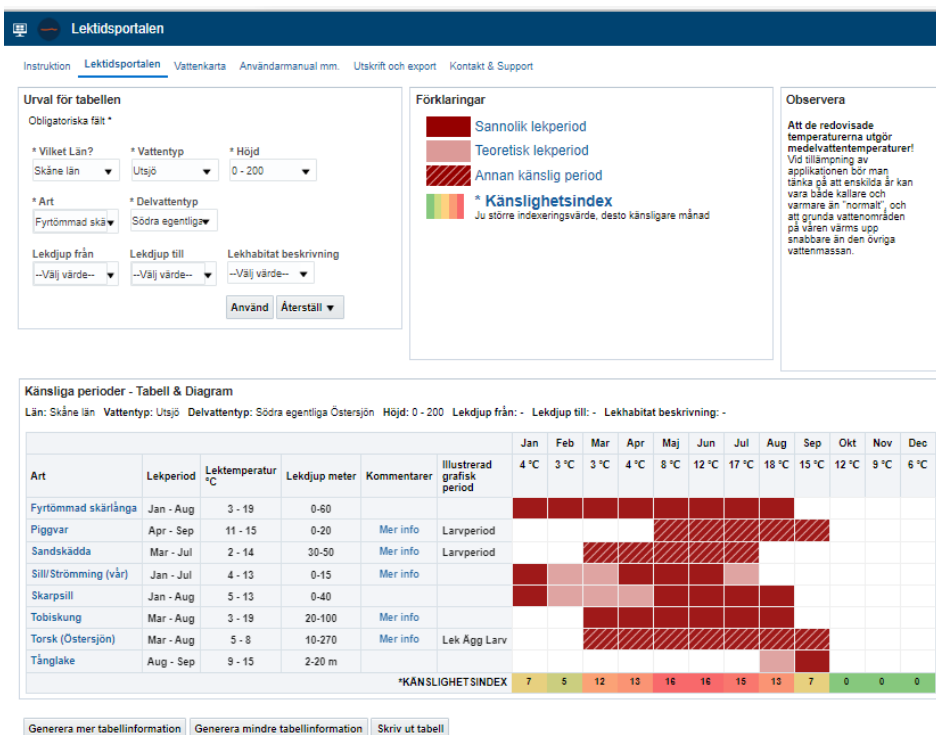 Lektidsportalen
Instruktion Lektidsportalen Vattenkarta Användarmanual mm. Utskrift och export Kontakt & Support
Urval för tabellen
Obligatoriska fält *
* Vilket Län? * Vattentyp * Höjd
Skåne län Utsjö 0 - 200
* Art * Delvattentyp
Fyrtömmad skä Södra egentliga
Lekdjup från Lekdjup till Lekhabitat beskrivning
--Välj värde-- --Välj värde-- --Välj värde--
Använd Återställ
Förklaringar
Sannolik lekperiod
Teoretisk lekperiod
Annan känslig period
* Känslighetsindex
Ju större indexeringsvärde, desto känsligare månad
Observera
Att de redovisade
temperaturerna utgör
medelvattentemperaturer!
Vid tillämpning av
applikationen bör man
tänka på att enskilda år kan
vara både kallare och
varmare än "normalt", och
att grunda vattenområden
på våren värms upp
snabbare än den övriga
vattenmassan.
Känsliga perioder - Tabell & Diagram
Län: Skåne län Vattentyp: Utsjö Delvattentyp: Södra egentliga Östersjön Höjd: 0 - 200 Lekdjup från: - Lekdjup till: - Lekhabitat beskrivning: -
Jan Feb Mar Apr Maj Jun Jul Aug Sep Okt Nov Dec
Art Lekperiod Lektemperatur °C Lekdjup meter Kommentarer Illustrerad grafisk period 4 °C 3 °C 3 °C 4 °C 8 °C 12 °C 17 °C 18 °C 15 °C 12 °C 9 °C 6 °C
Fyrtömmad skärlånga Jan - Aug 3 - 19 0-60
Piggvar Apr - Sep 11 - 15 0-20 Mer info Larvperiod
Sandskädda Mar - Jul 2 - 14 30-50 Mer info Larvperiod
Sill/Strömming (vår) Jan - Jul 4 - 13 0-15 Mer info
Skarpsill Jan - Aug 5 - 13 0-40
Tobiskung Mar - Aug 3 - 19 20-100 Mer info
Torsk (Östersjön) Mar - Aug 5 - 8 10-270 Mer info Lek Ägg Larv
Tånglake Aug - Sep 9 - 15 2-20 m
*KÄNSLIGHETSINDEX 7 5 12 13 16 16 15 13 7 0 0 0
Generera mer tabellinformation Generera mindre tabellinformation Skriv ut tabell